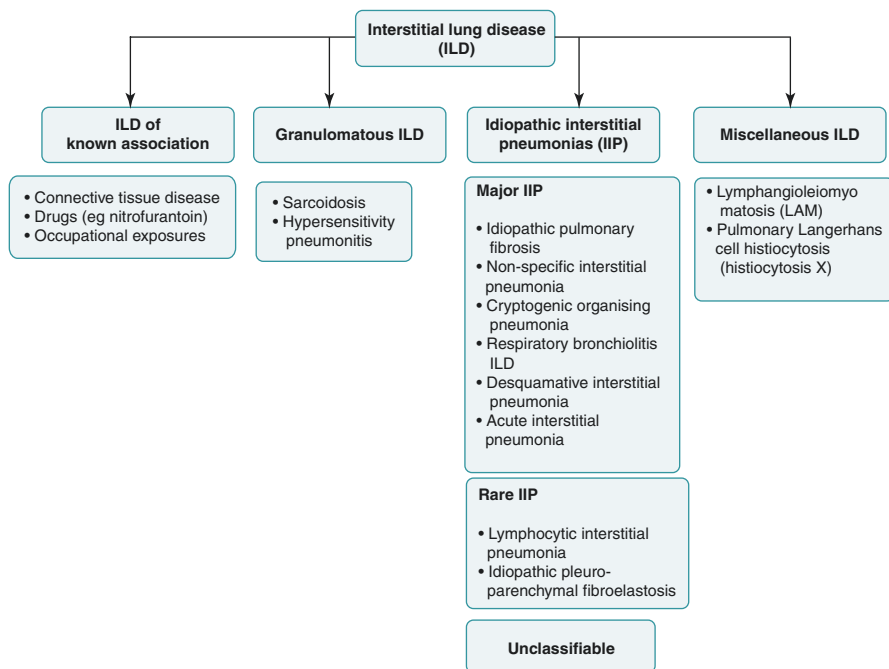 Interstitial lung disease
(ILD)
ILD of
known association
• Connective tissue disease
• Drugs (eg nitrofurantoin)
• Occupational exposures
Granulomatous ILD
• Sarcoidosis
• Hypersensitivity
pneumonitis
Idiopathic interstitial
pneumonias (IIP)
Major IIP
• Idiopathic pulmonary
fibrosis
• Non-specific interstitial
pneumonia
• Cryptogenic organising
pneumonia
• Respiratory bronchiolitis
ILD
• Desquamative interstitial
pneumonia
• Acute interstitial
pneumonia
Rare IIP
• Lymphocytic interstitial
pneumonia
• Idiopathic pleuro-
parenchymal fibroelastosis
Unclassifiable
Miscellaneous ILD
• Lymphangioleiomyo
matosis (LAM)
• Pulmonary Langerhans
cell histiocytosis
(histiocytosis X)